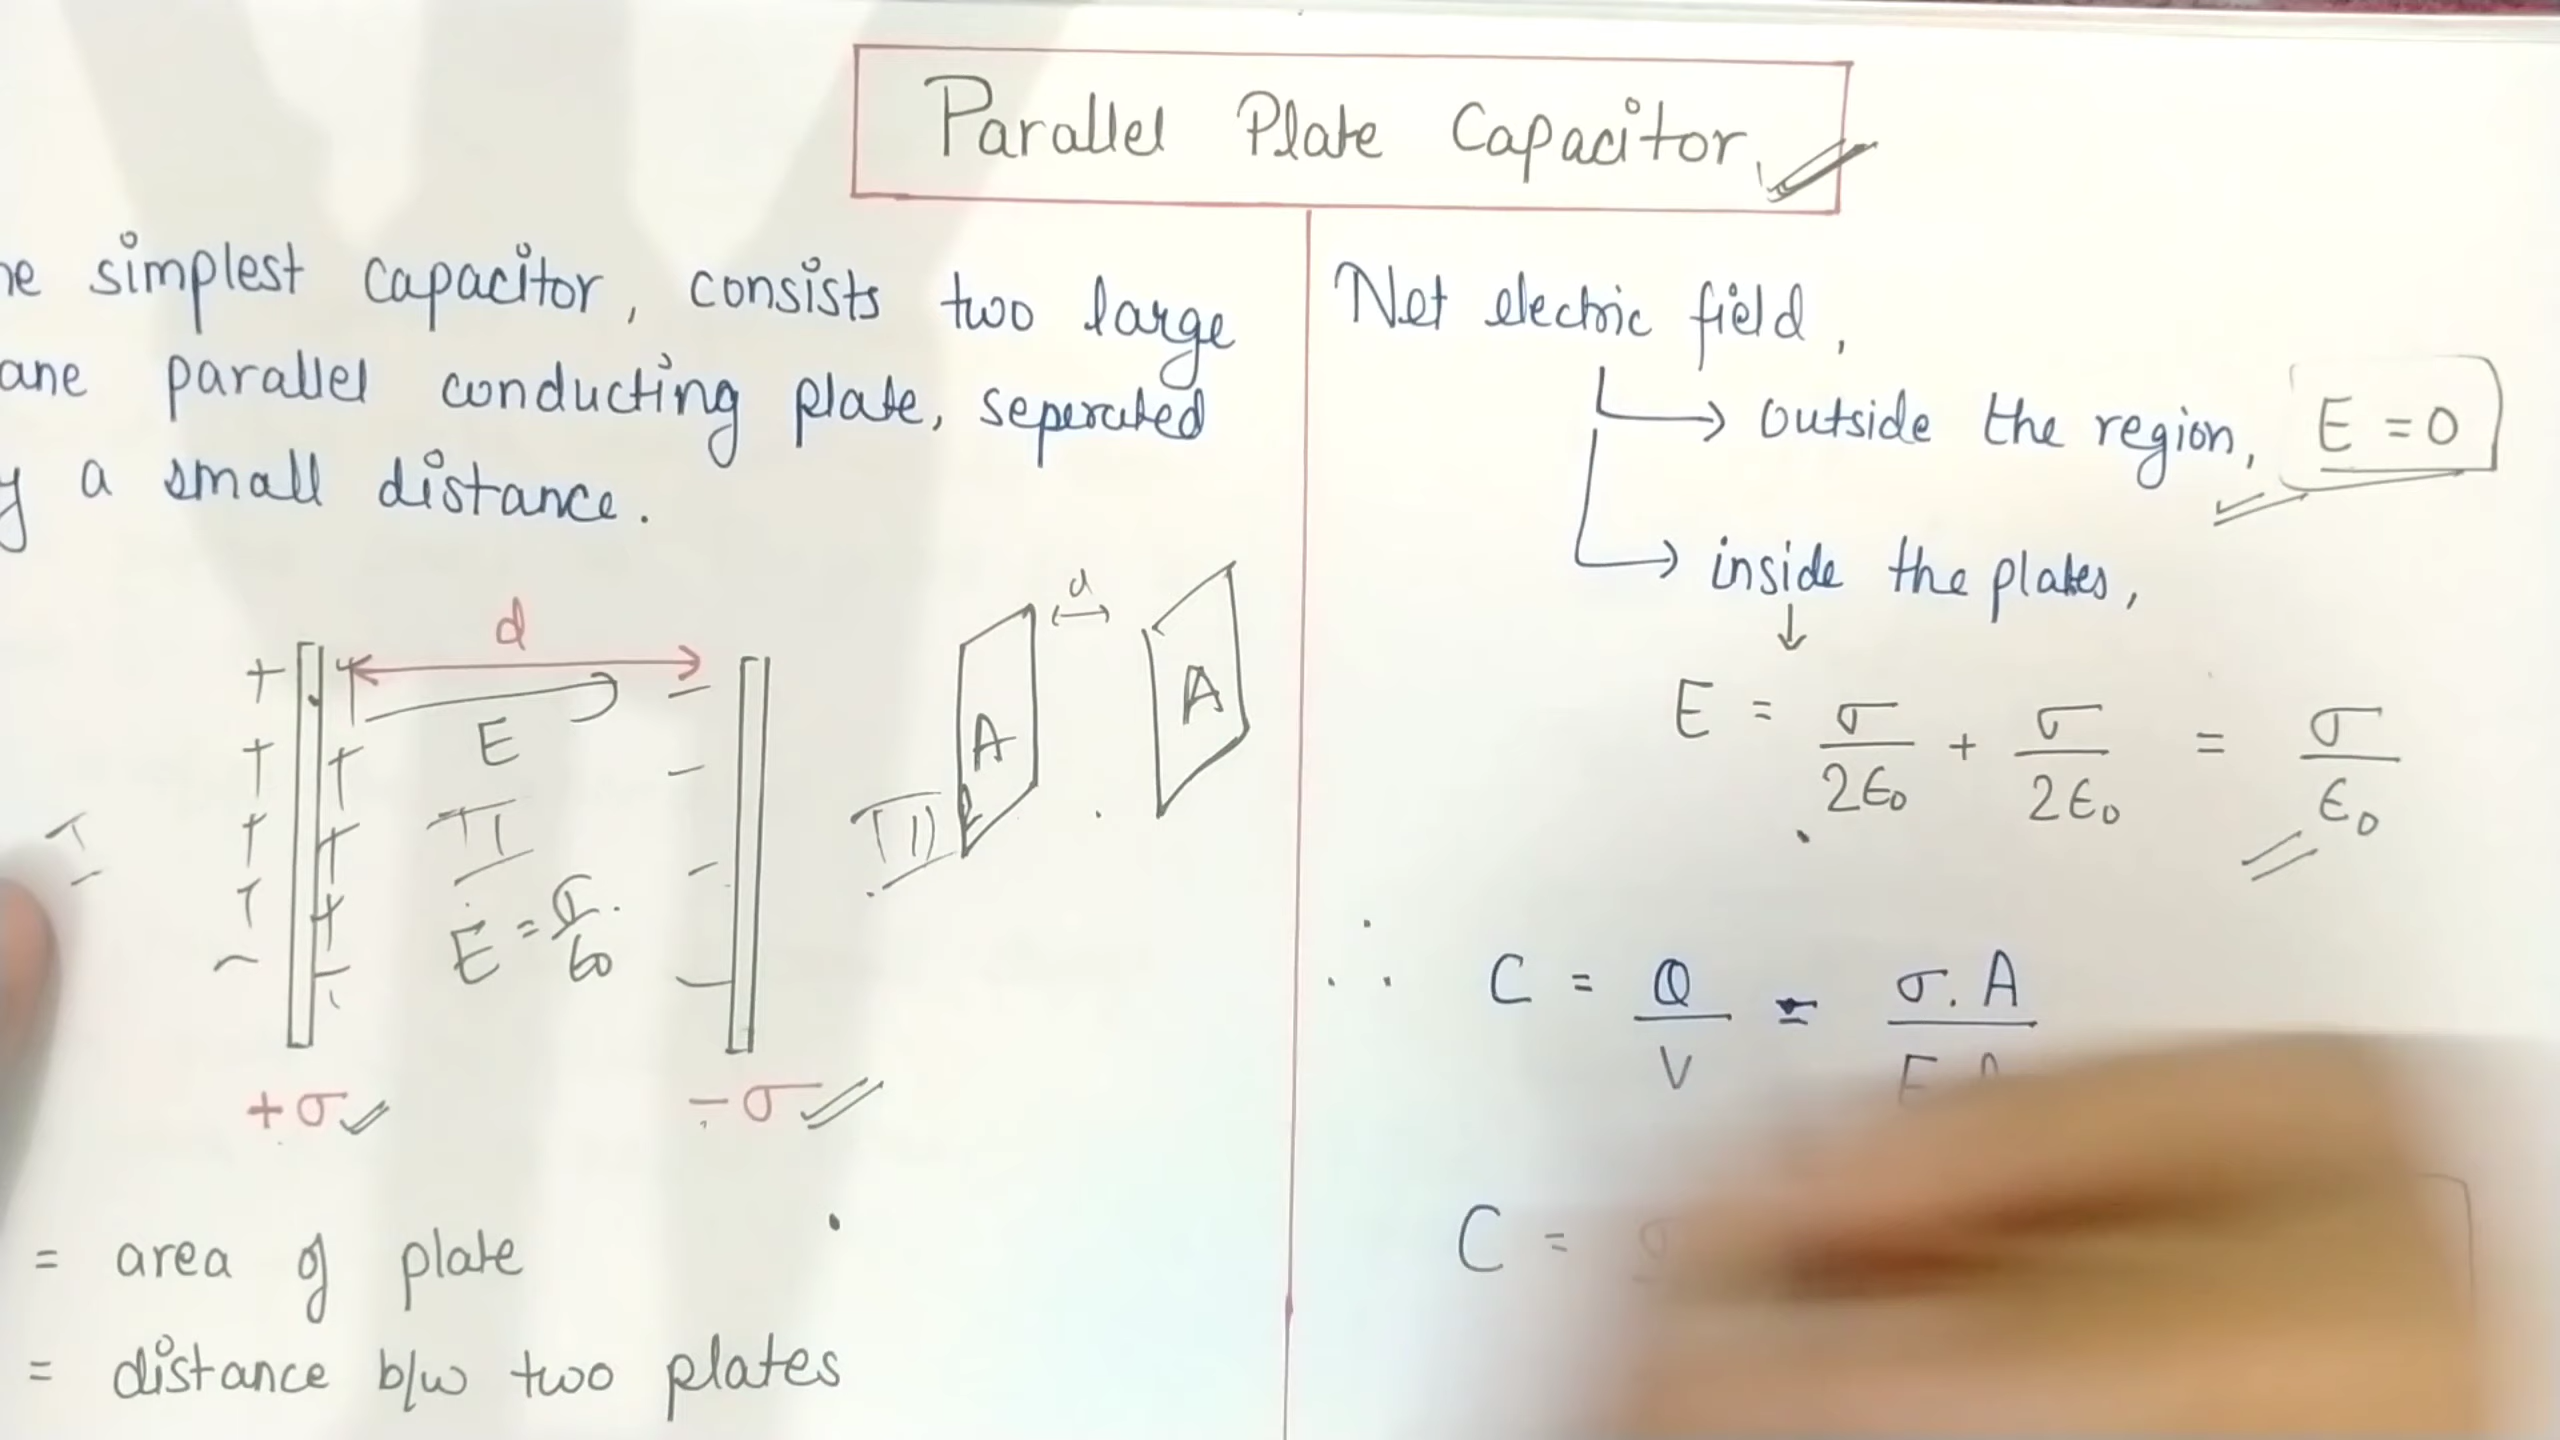 Parallel Plate Capacitor
simplest capacitor, consists two large
parallel conducting plate, seperated
a small distance.
d
E
II
E = σ/ε0
+σ
-σ
d
A
A
III
I
= area of plate
= distance b/w two plates
Net electric field,
→ outside the region, E = 0
→ inside the plates,
↓
E = σ/2ε0 + σ/2ε0 = σ/ε0
∴ C = Q/V = σ.A
C =